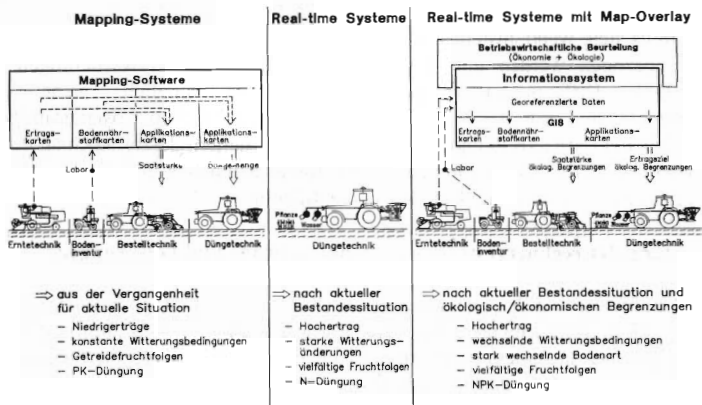 Mapping-Systeme
Mapping-Software
Ertrags-
karten
Bodennähr-
stoffkarten
Applikations-
karten
Applikations-
karten
Labor
Saatstärke
Düngemenge
Erntetechnik
Boden-
inventur
Bestelltechnik
Düngetechnik
⇒ aus der Vergangenheit
für aktuelle Situation
– Niedrigerträge
– konstante Witterungsbedingungen
– Getreidefruchtfolgen
– PK-Düngung
Real-time Systeme
Pflanze
Wasser
Düngetechnik
⇒ nach aktueller
Bestandessituation
– Hochertrag
– starke Witterungs-
änderungen
– vielfältige Fruchtfolgen
– N=Düngung
Real-time Systeme mit Map-Overlay
Betriebswirtschaftliche Beurteilung
(Ökonomie → Ökologie)
Informationssystem
Georeferenzierte Daten
GIS
Ertrags-
karten
Bodennähr-
stoffkarten
Applikations-
karten
Labor
Saatstärke
ökolog. Begrenzungen
Ertragsziel
ökolog. Begrenzungen
Pflanze
Wasser
Erntetechnik
Boden-
inventur
Bestelltechnik
Düngetechnik
⇒ nach aktueller Bestandessituation und
ökologisch/ökonomischen Begrenzungen
– Hochertrag
– wechselnde Witterungsbedingungen
– stark wechselnde Bodenart
– vielfältige Fruchtfolgen
– NPK-Düngung